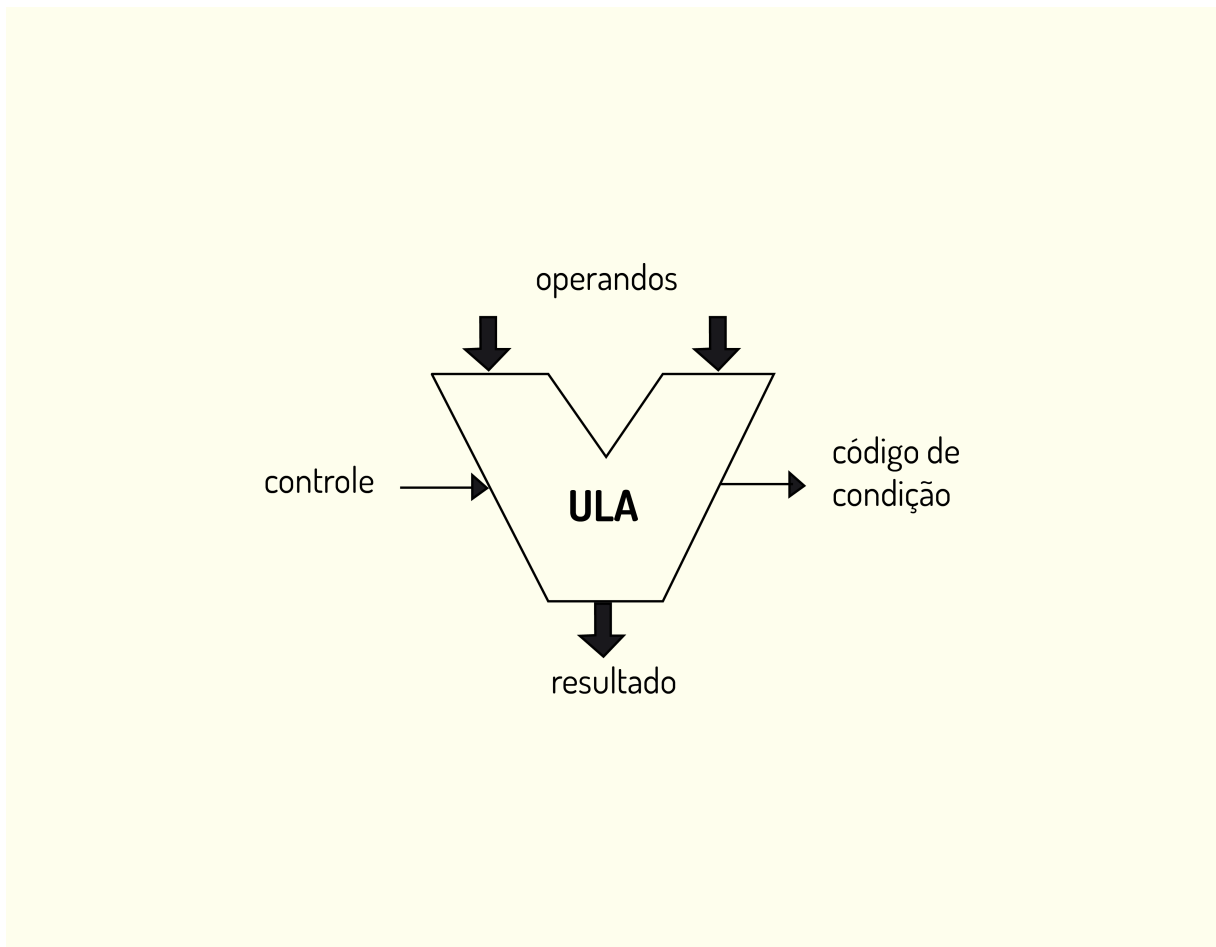 operandos
controle
ULA
código de
condição
resultado